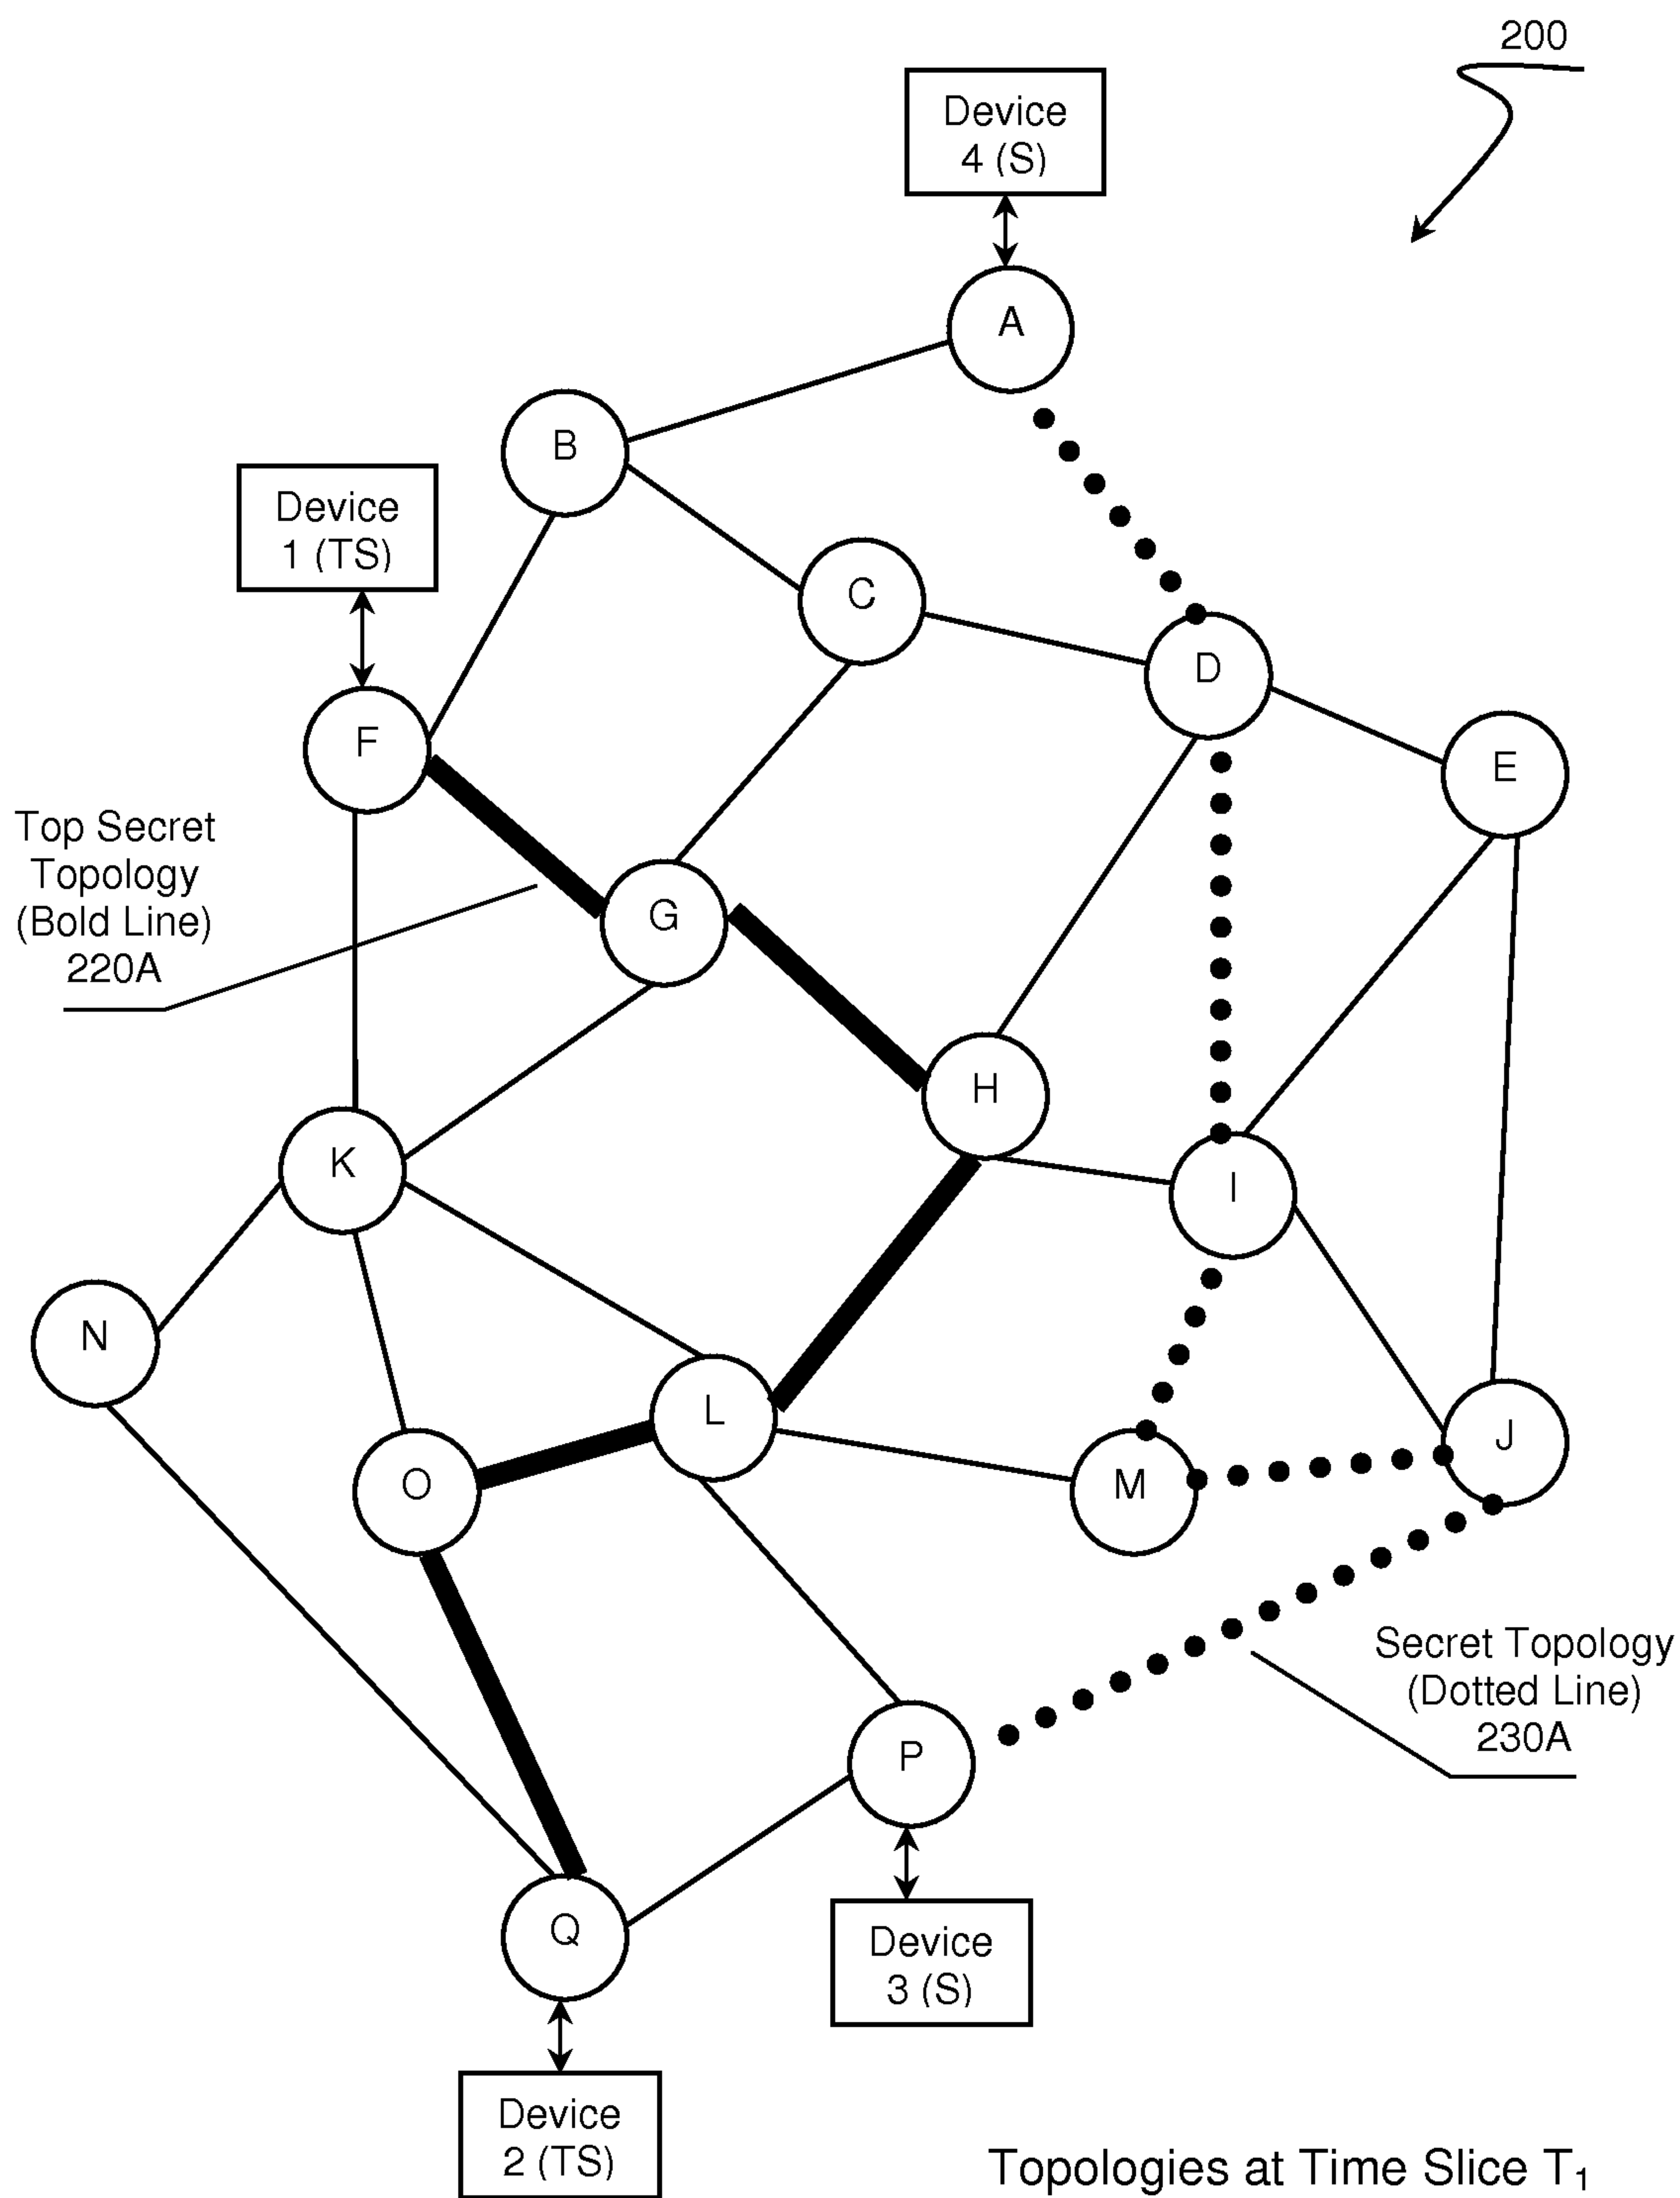 200
Device
4 (S)
A
B
Device
1 (TS)
C
D
F
E
Top Secret
Topology
(Bold Line)
220A
G
H
K
I
N
L
J
O
M
Secret Topology
(Dotted Line)
230A
P
Q
Device
3 (S)
Device
2 (TS)
Topologies at Time Slice T₁